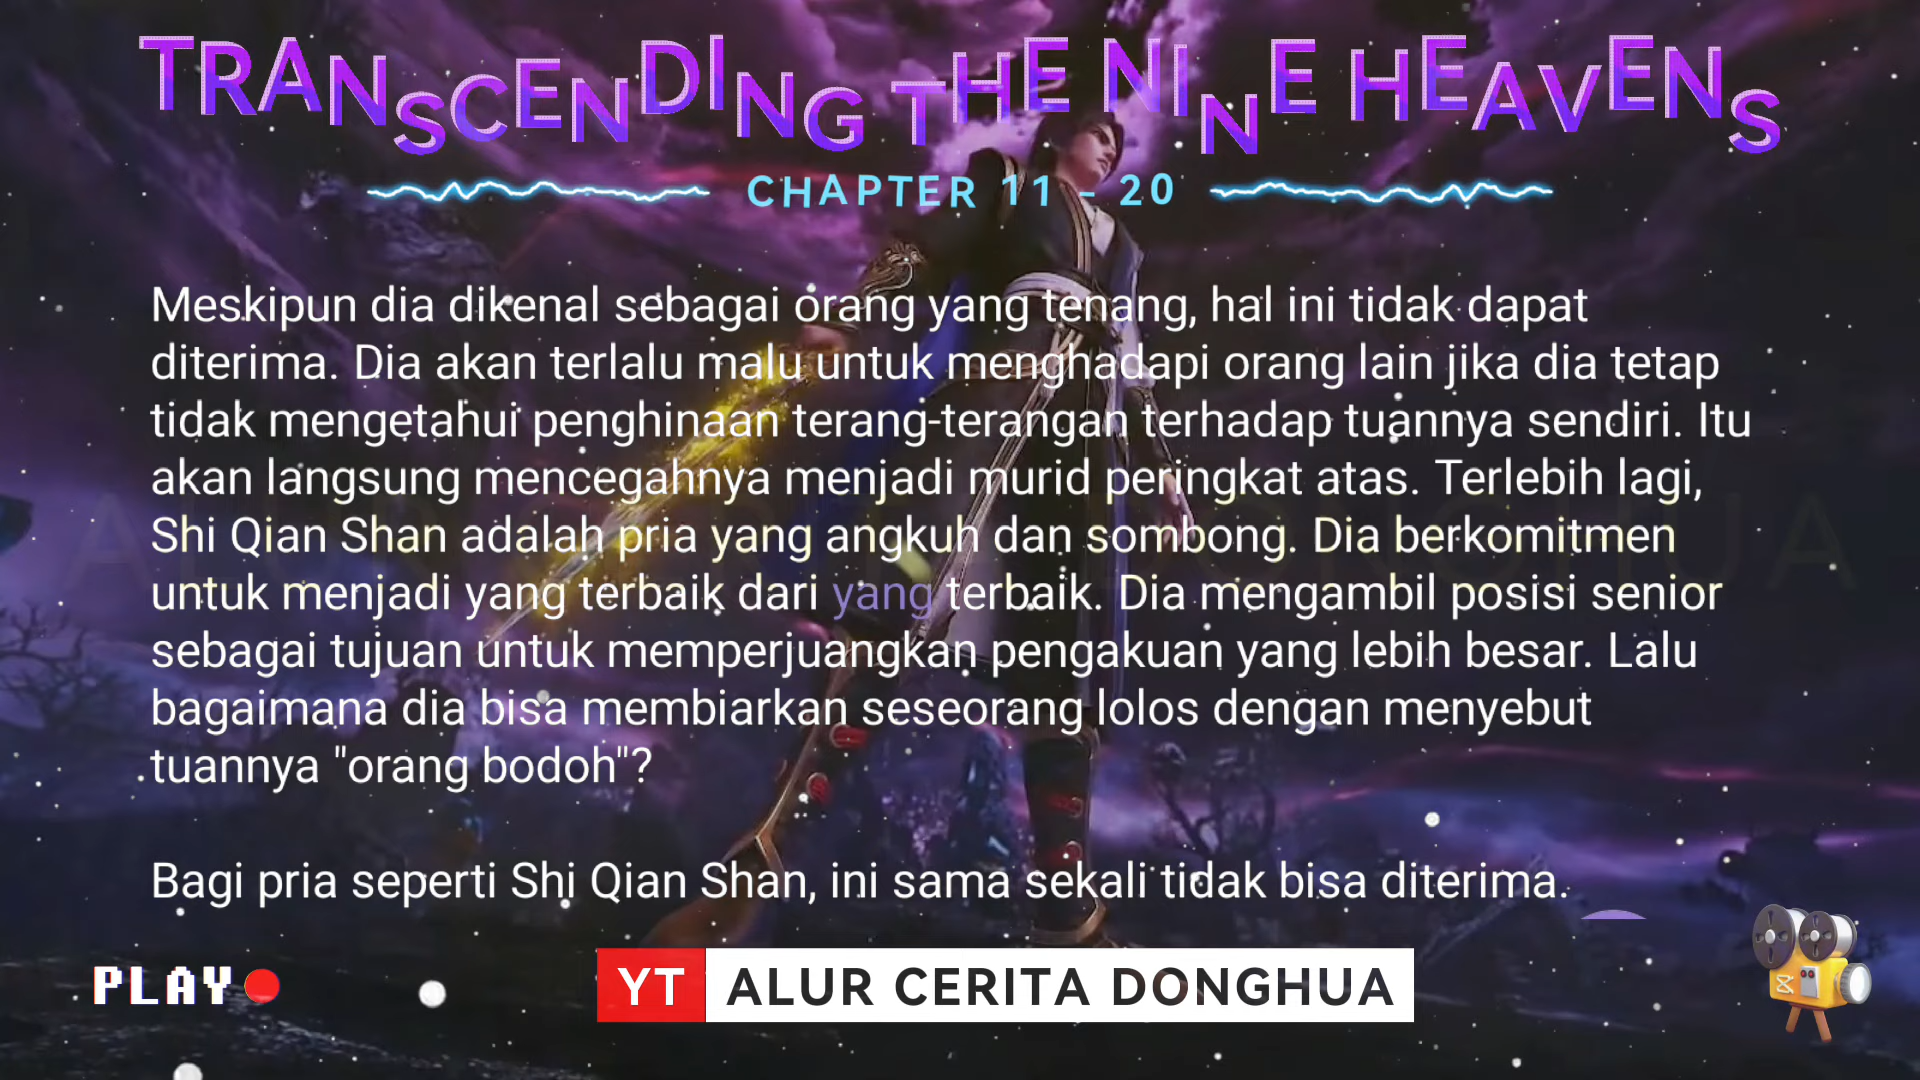 TRANSCENDING THE NINE HEAVENS
CHAPTER 11 - 20
Meskipun dia dikenal sebagai orang yang tenang, hal ini tidak dapat
diterima. Dia akan terlalu malu untuk menghadapi orang lain jika dia tetap
tidak mengetahui penghinaan terang-terangan terhadap tuannya sendiri. Itu
akan langsung mencegahnya menjadi murid peringkat atas. Terlebih lagi,
Shi Qian Shan adalah pria yang angkuh dan sombong. Dia berkomitmen
untuk menjadi yang terbaik dari yang terbaik. Dia mengambil posisi senior
sebagai tujuan untuk memperjuangkan pengakuan yang lebih besar. Lalu
bagaimana dia bisa membiarkan seseorang lolos dengan menyebut
tuannya "orang bodoh"?
Bagi pria seperti Shi Qian Shan, ini sama sekali tidak bisa diterima.
PLAY
YT ALUR CERITA DONGHUA